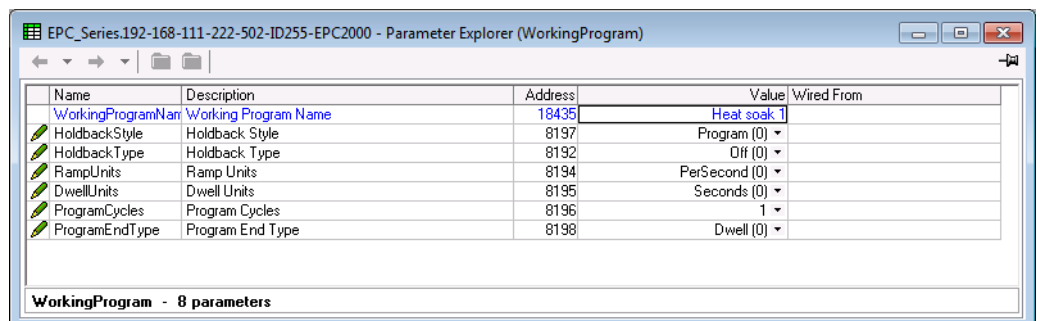 EPC_Series.192-168-111-222-502-ID255-EPC2000 - Parameter Explorer (WorkingProgram)
Name Description Address Value Wired From
WorkingProgramNam Working Program Name 18435 Heat soak 1
HoldbackStyle Holdback Style 8197 Program (0)
HoldbackType Holdback Type 8192 Off (0)
RampUnits Ramp Units 8194 PerSecond (0)
DwellUnits Dwell Units 8195 Seconds (0)
ProgramCycles Program Cycles 8196 1
ProgramEndType Program End Type 8198 Dwell (0)
WorkingProgram - 8 parameters